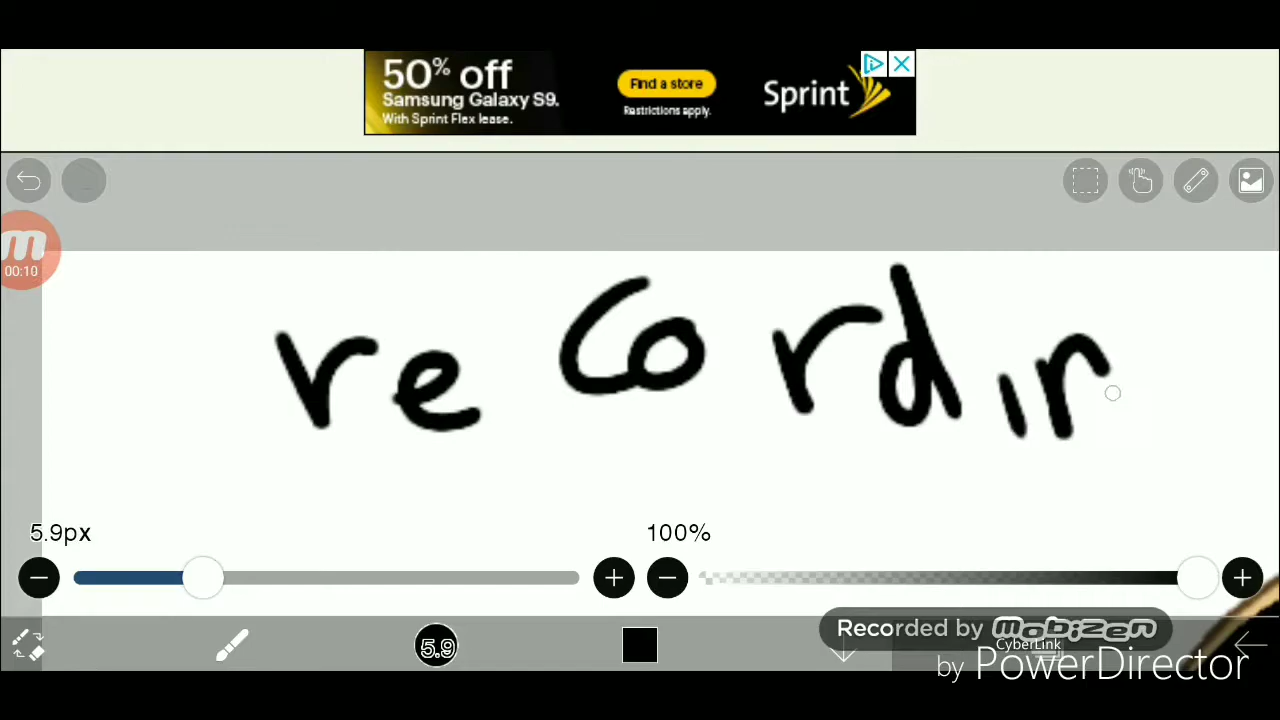 50% off
Samsung Galaxy S9.
With Sprint Flex lease.
Find a store
Restrictions apply.
Sprint
00:10
re cordin
5.9px
100%
5.9
Recorded by mobizen
CyberLink
by PowerDirector